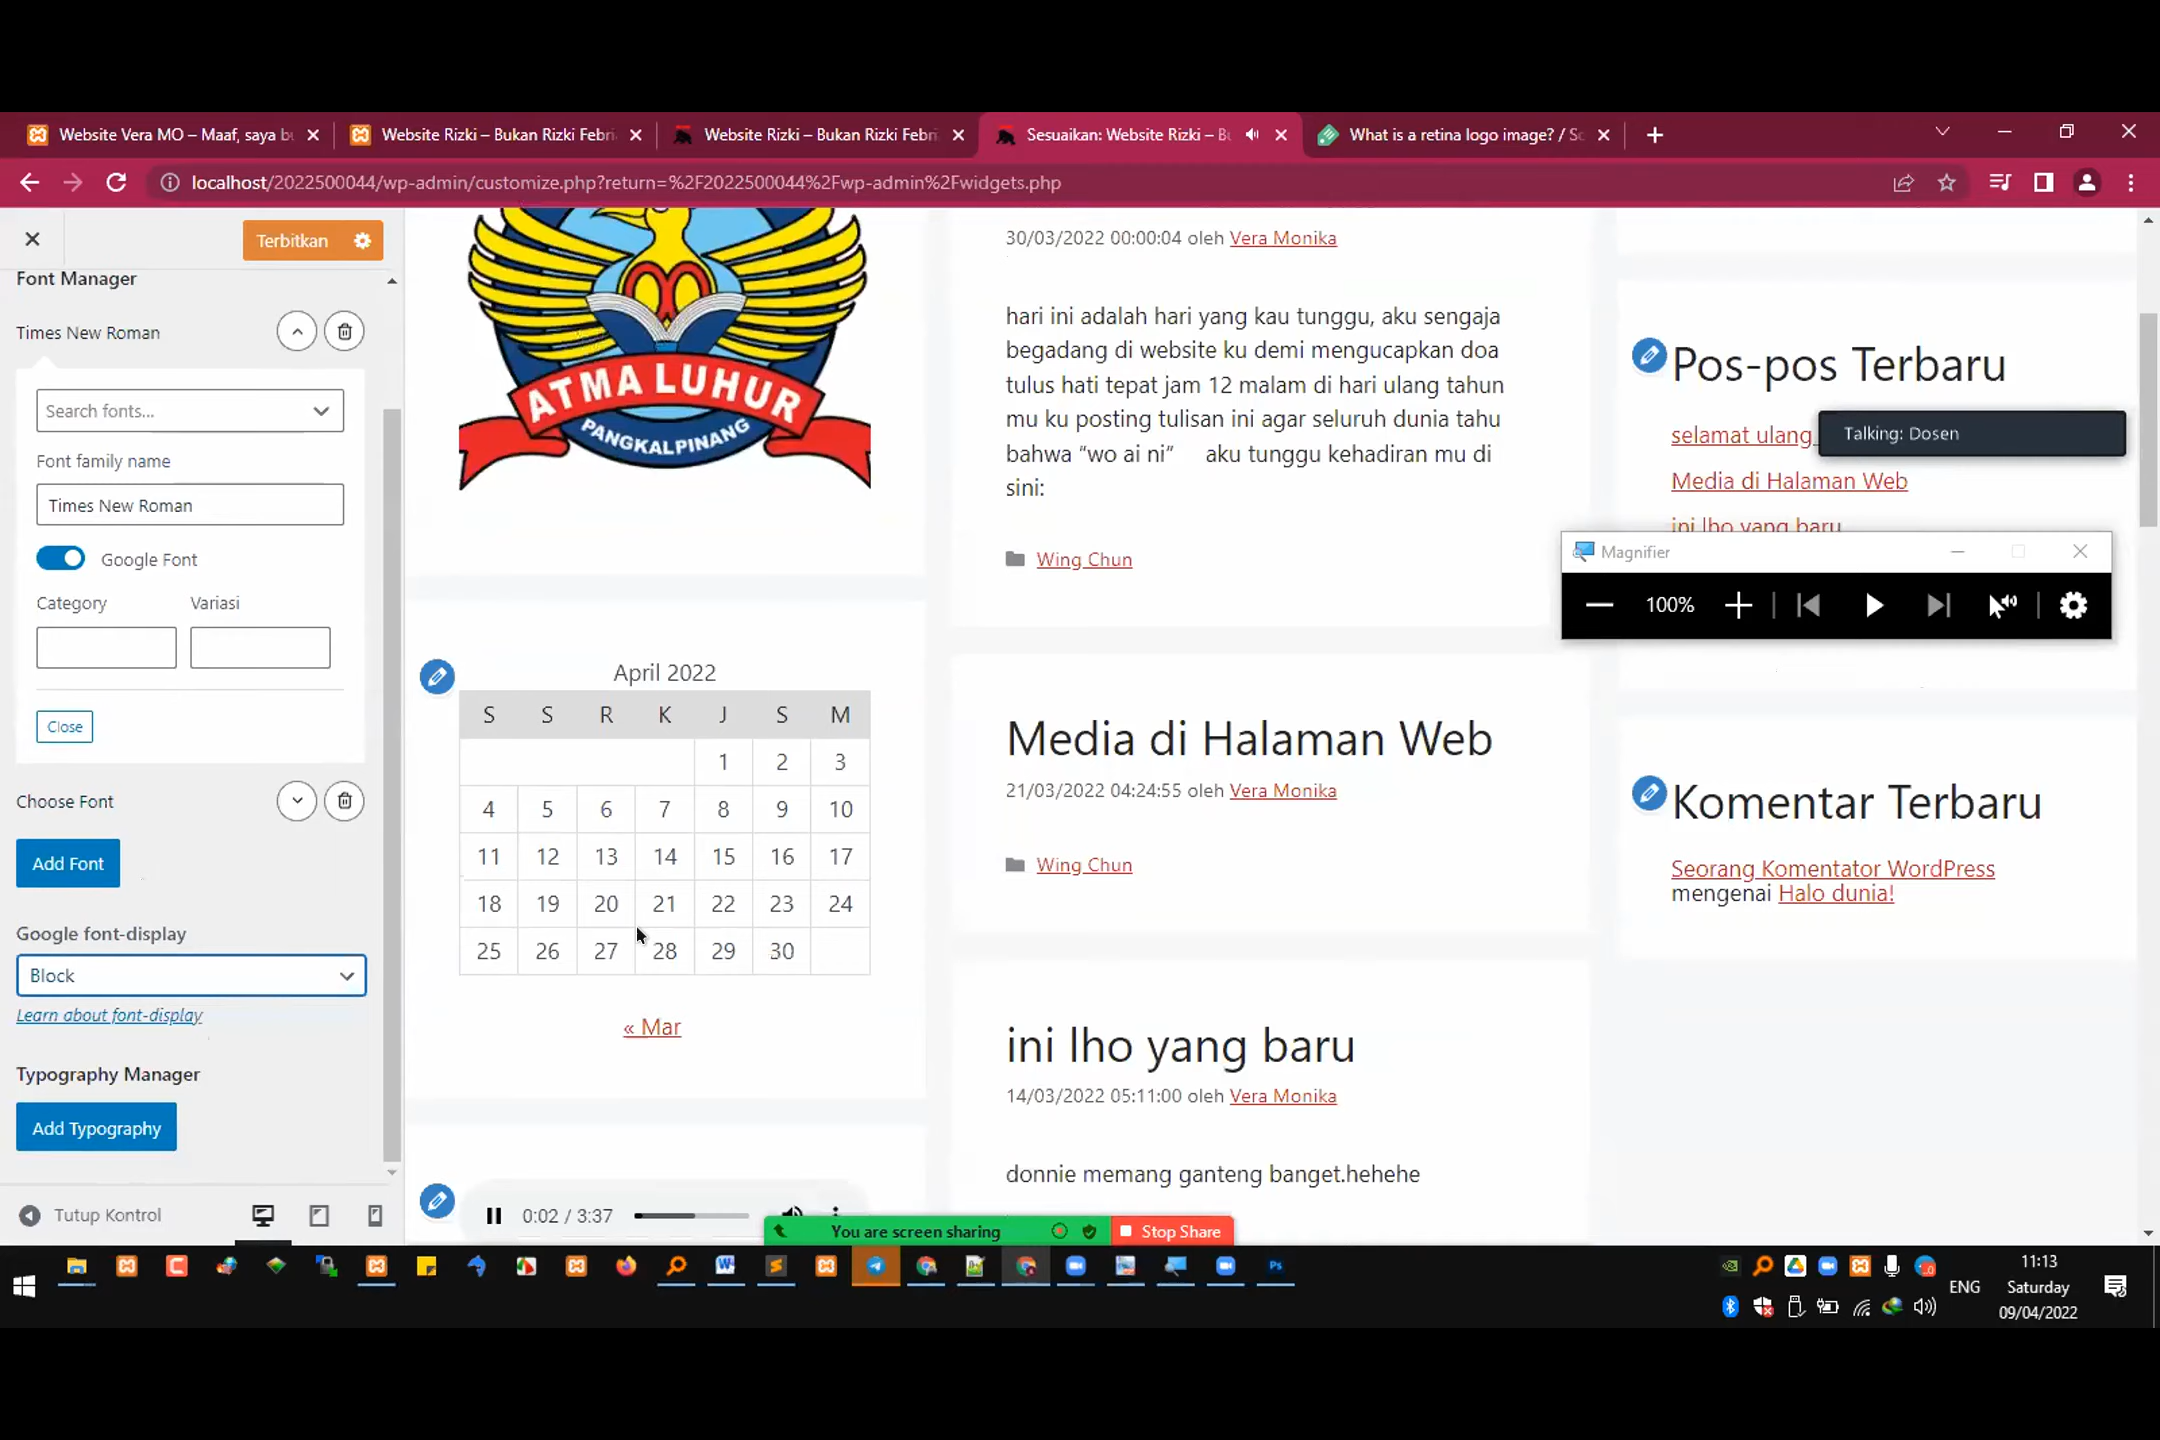 Website Vera MO – Maaf, saya bu
Website Rizki – Bukan Rizki Febri
Website Rizki – Bukan Rizki Febri
Sesuaikan: Website Rizki – Bu
What is a retina logo image? / Sc
localhost/2022500044/wp-admin/customize.php?return=%2F2022500044%2Fwp-admin%2Fwidgets.php
Terbitkan
Font Manager
Times New Roman
Search fonts...
Font family name
Times New Roman
Google Font
Category Variasi
Close
Choose Font
Add Font
Google font-display
Block
Learn about font-display
Typography Manager
Add Typography
Tutup Kontrol
ATMA LUHUR
PANGKALPINANG
April 2022
S S R K J S M
1 2 3
4 5 6 7 8 9 10
11 12 13 14 15 16 17
18 19 20 21 22 23 24
25 26 27 28 29 30
« Mar
0:02 / 3:37
30/03/2022 00:00:04 oleh Vera Monika
hari ini adalah hari yang kau tunggu, aku sengaja
begadang di website ku demi mengucapkan doa
tulus hati tepat jam 12 malam di hari ulang tahun
mu ku posting tulisan ini agar seluruh dunia tahu
bahwa “wo ai ni” aku tunggu kehadiran mu di
sini:
Wing Chun
Media di Halaman Web
21/03/2022 04:24:55 oleh Vera Monika
Wing Chun
ini lho yang baru
14/03/2022 05:11:00 oleh Vera Monika
donnie memang ganteng banget.hehehe
Pos-pos Terbaru
selamat ulang
Talking: Dosen
Media di Halaman Web
ini lho yang baru
Magnifier
100%
Komentar Terbaru
Seorang Komentator WordPress
mengenai Halo dunia!
You are screen sharing
Stop Share
ENG
11:13
Saturday
09/04/2022